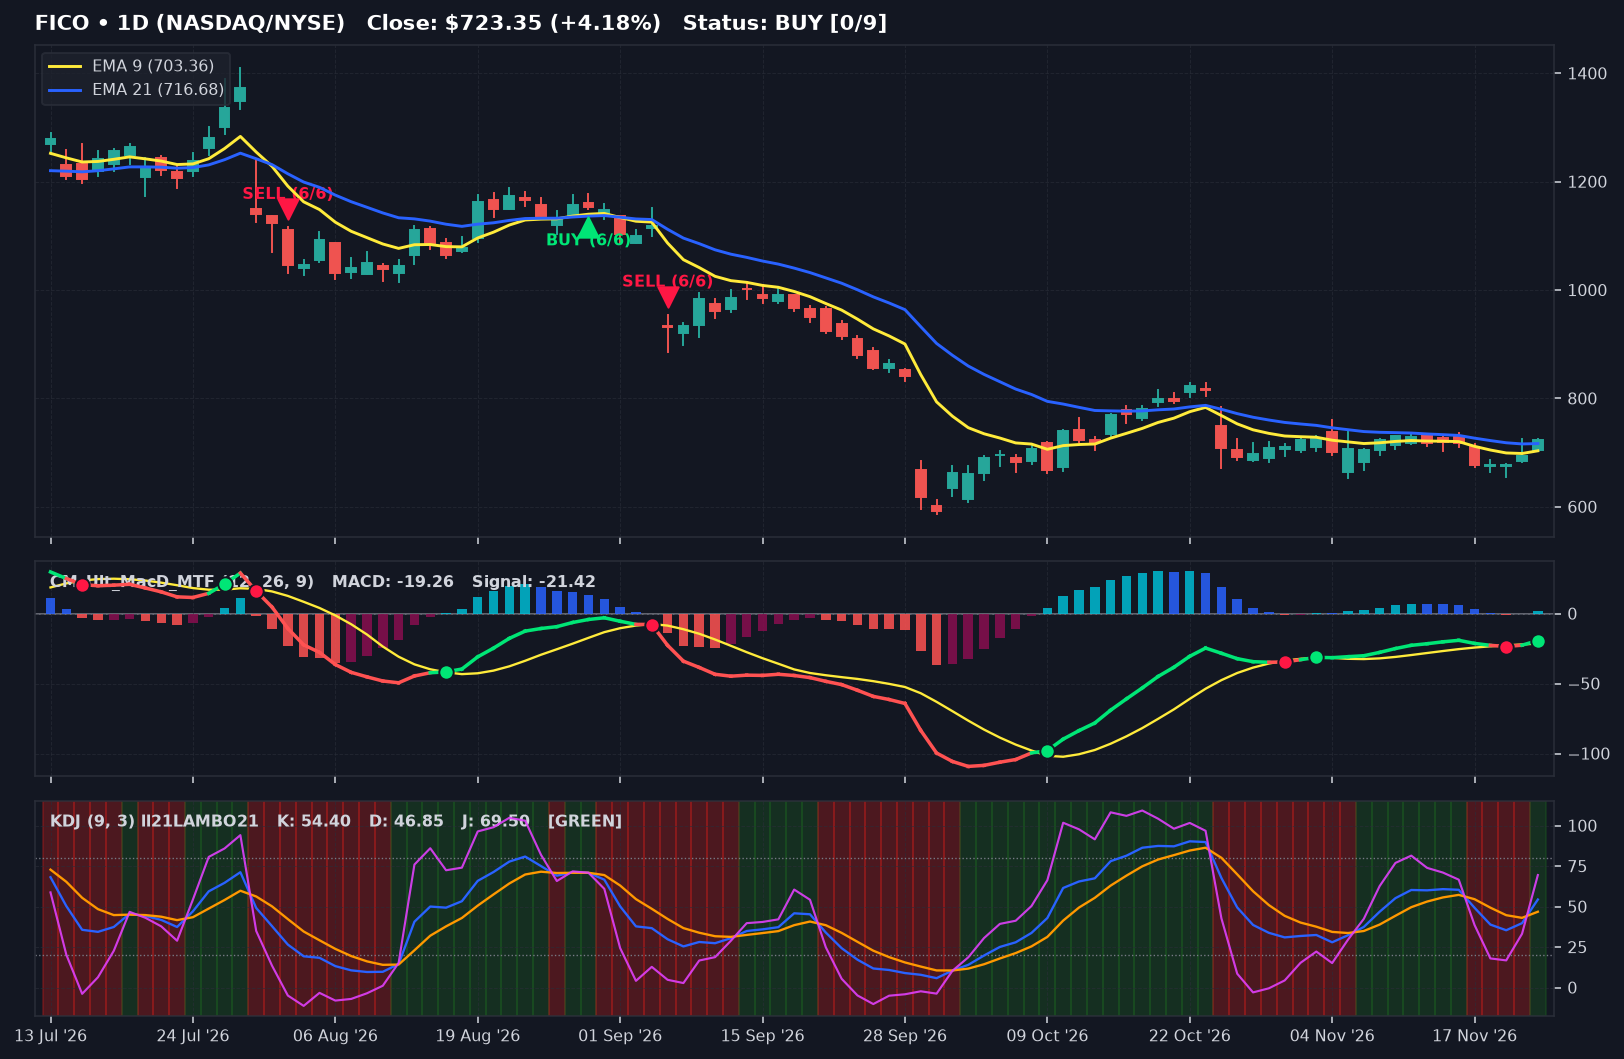 FICO • 1D (NASDAQ/NYSE)   Close: $723.35 (+4.18%)   Status: BUY [0/9]
EMA 9 (703.36)
EMA 21 (716.68)
1400
1200
1000
800
600
SELL (6/6)
BUY (6/6)
SELL (6/6)
CM_Ult_MacD_MTF (12, 26, 9)   MACD: -19.26   Signal: -21.42
0
−50
−100
KDJ (9, 3) II21LAMBO21   K: 54.40   D: 46.85   J: 69.50   [GREEN]
100
75
50
25
0
13 Jul '26
24 Jul '26
06 Aug '26
19 Aug '26
01 Sep '26
15 Sep '26
28 Sep '26
09 Oct '26
22 Oct '26
04 Nov '26
17 Nov '26